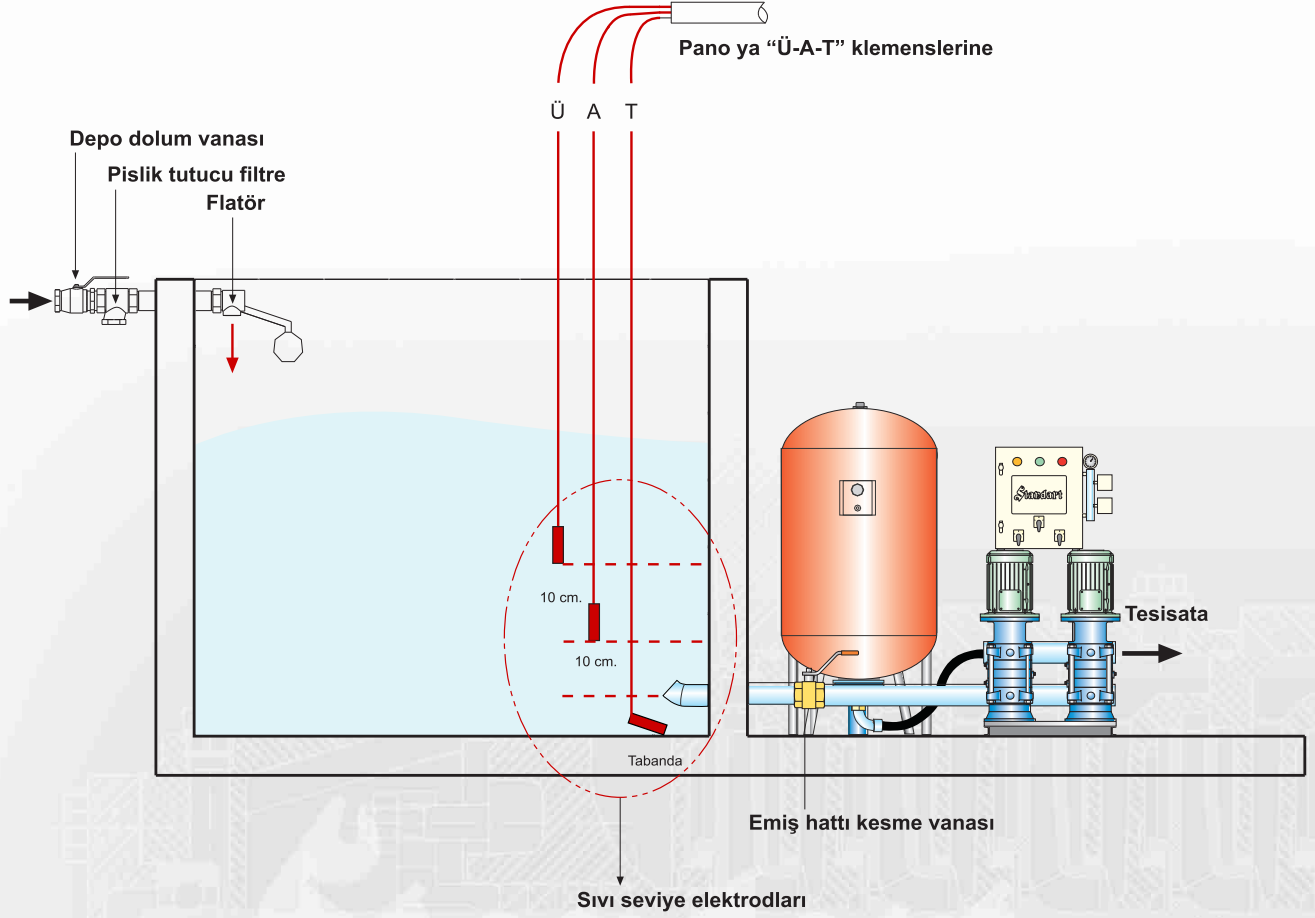 Pano ya “Ü-A-T” klemenslerine
Ü A T
Depo dolum vanası
Pislik tutucu filtre
Flatör
Standart
10 cm.
10 cm.
Tesisata
Tabanda
Emiş hattı kesme vanası
Sıvı seviye elektrodları